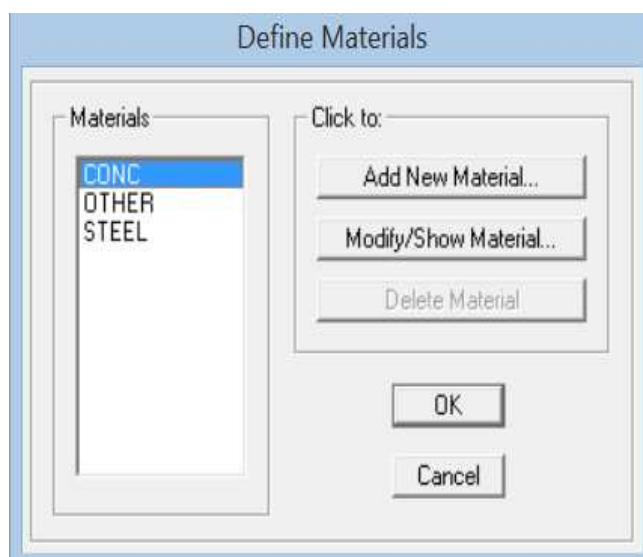 Define Materials
Materials
CONC
OTHER
STEEL
Click to:
Add New Material...
Modify/Show Material...
Delete Material
OK
Cancel